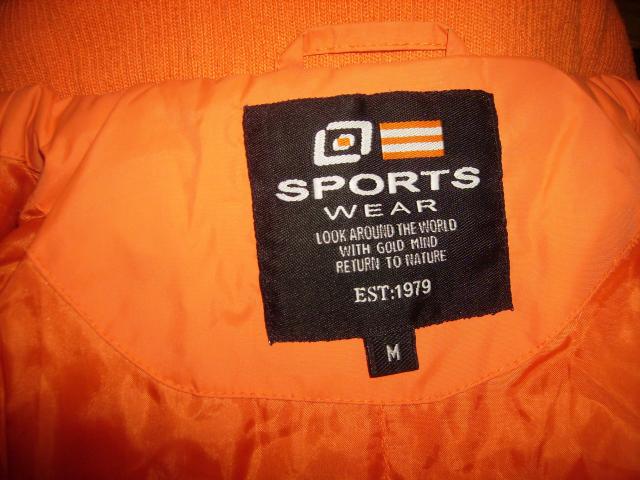 SPORTS
WEAR
LOOK AROUND THE WORLD
WITH GOLD MIND
RETURN TO NATURE
EST:1979
M